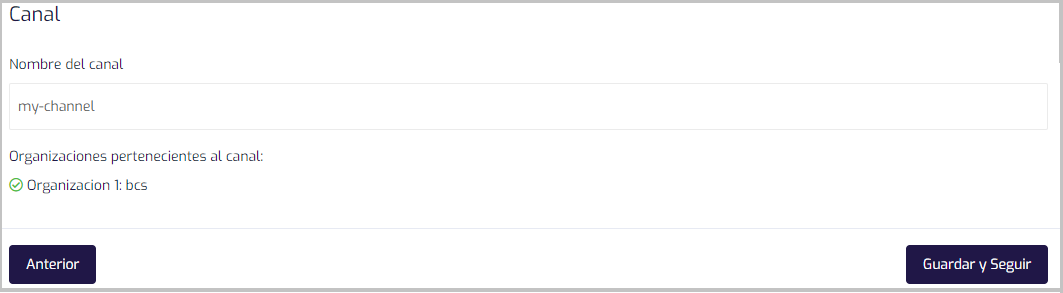 Canal
Nombre del canal
my-channel
Organizaciones pertenecientes al canal:
Organizacion 1: bcs
Anterior
Guardar y Seguir